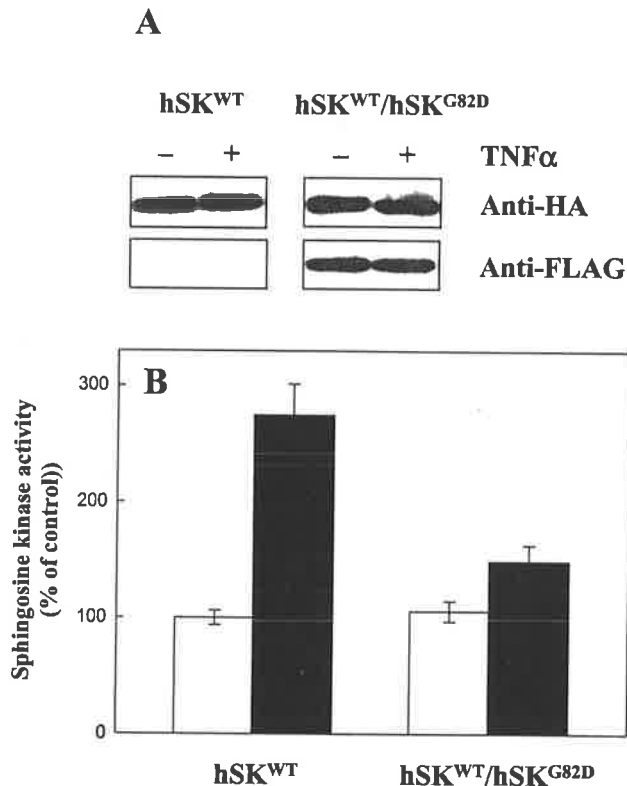 A
hSK^WT hSK^WT/hSK^G82D
− + − + TNFα
Anti-HA
Anti-FLAG
B
Sphingosine kinase activity
(% of control))
300
200
100
0
hSK^WT hSK^WT/hSK^G82D